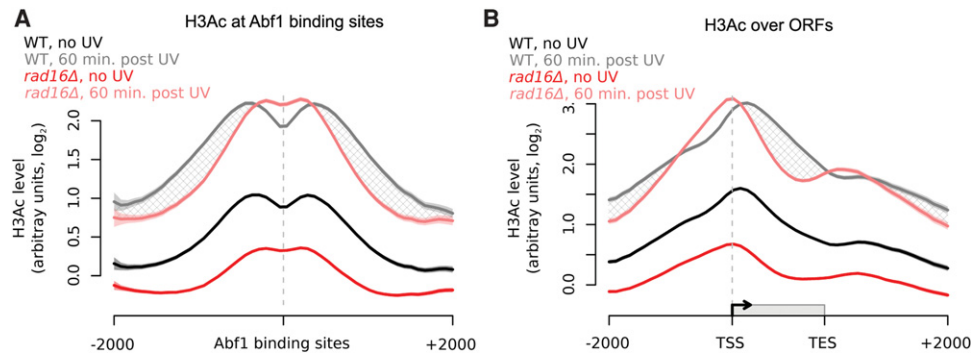 A
H3Ac at Abf1 binding sites
WT, no UV
WT, 60 min. post UV
rad16Δ, no UV
rad16Δ, 60 min. post UV
H3Ac level
(arbitray units, log2)
2.0
1.5
1.0
0.5
0.0
-2000
Abf1 binding sites
+2000
B
H3Ac over ORFs
WT, no UV
WT, 60 min. post UV
rad16Δ, no UV
rad16Δ, 60 min. post UV
H3Ac level
(arbitray units, log2)
3.
2.0
1.0
0.0
-2000
TSS
TES
+2000